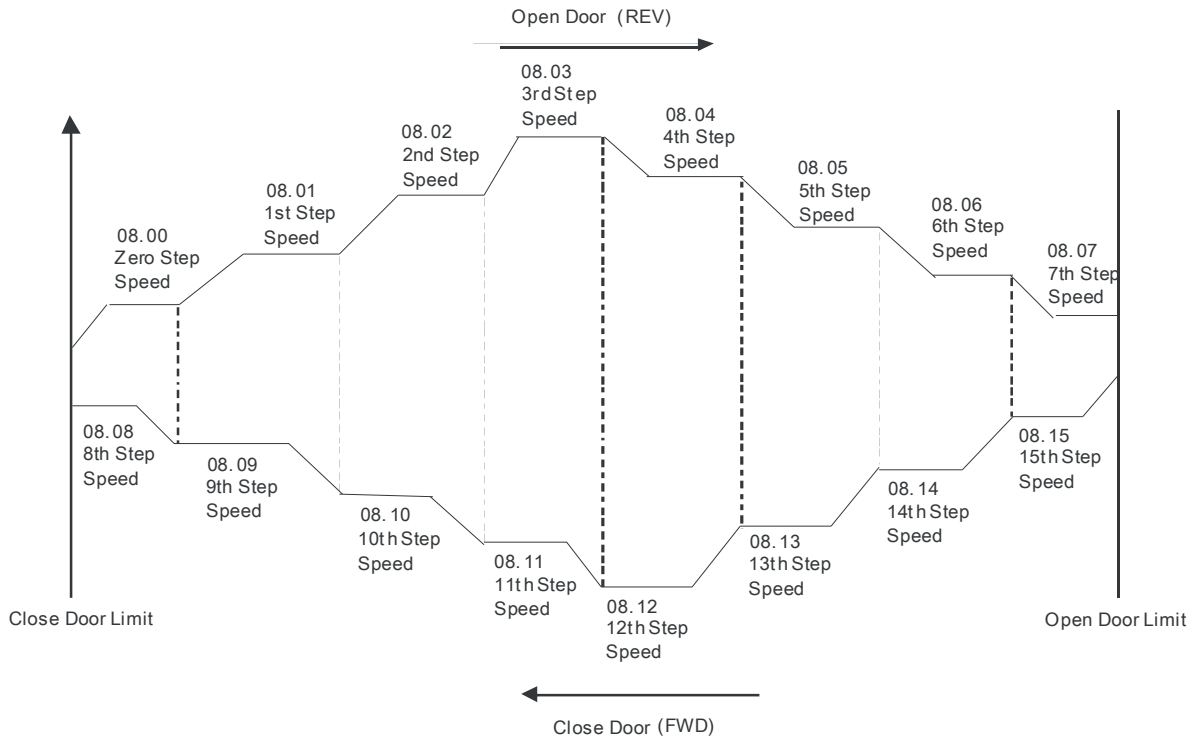 Open Door (REV)
08.03
3rd Step
Speed
08.04
4th Step
Speed
08.02
2nd Step
Speed
08.05
5th Step
Speed
08.01
1st Step
Speed
08.06
6th Step
Speed
08.00
Zero Step
Speed
08.07
7th Step
Speed
08.08
8th Step
Speed
08.09
9th Step
Speed
08.10
10th Step
Speed
08.11
11th Step
Speed
08.12
12th Step
Speed
08.13
13th Step
Speed
08.14
14th Step
Speed
08.15
15th Step
Speed
Close Door Limit
Open Door Limit
Close Door (FWD)